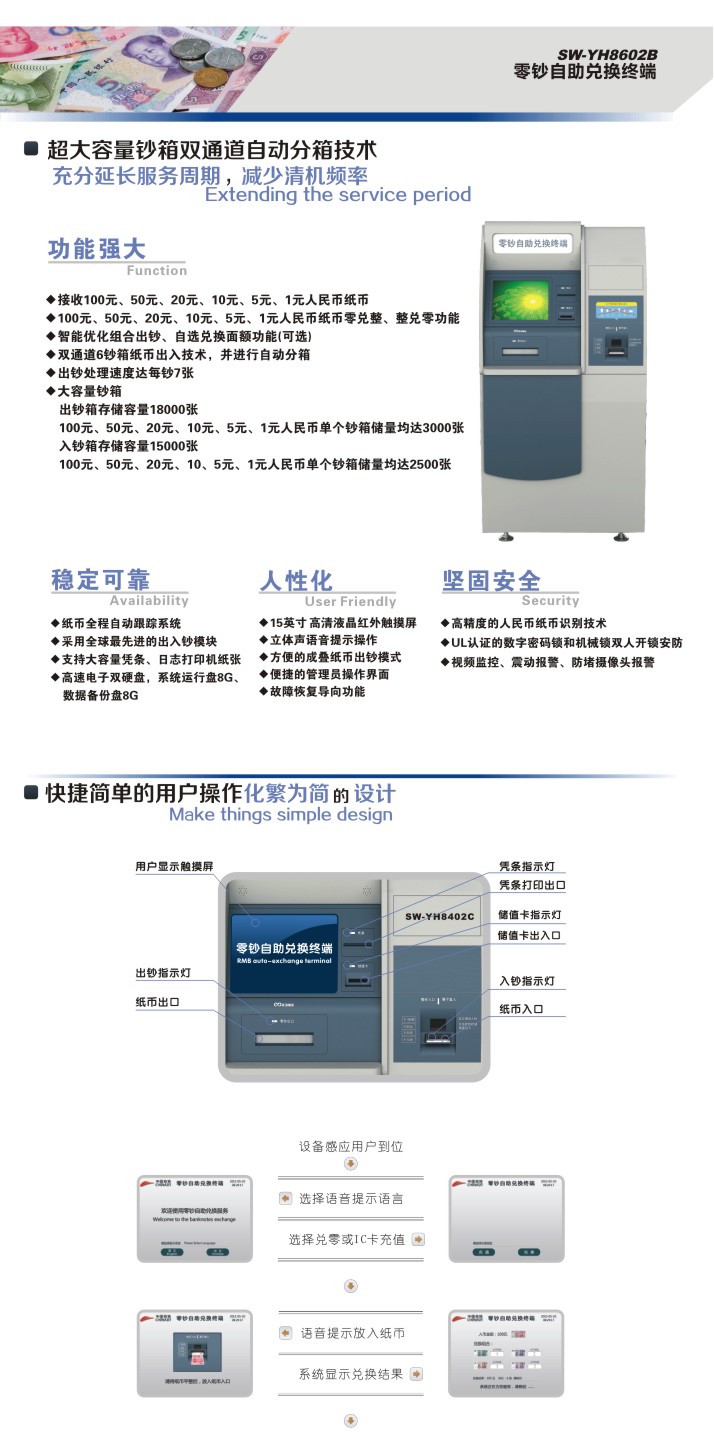 SW-YH8602B
零钞自助兑换终端
超大容量钞箱双通道自动分箱技术
充分延长服务周期，减少清机频率
Extending the service period
功能强大
Function
零钞自助兑换终端
◆接收100元、50元、20元、10元、5元、1元人民币纸币
◆100元、50元、20元、10元、5元、1元人民币纸币零兑整、整兑零功能
◆智能优化组合出钞、自选兑换面额功能(可选)
◆双通道6钞箱纸币出入技术，并进行自动分箱
◆出钞处理速度达每钞7张
◆大容量钞箱
出钞箱存储容量18000张
100元、50元、20元、10元、5元、1元人民币单个钞箱储量均达3000张
入钞箱存储容量15000张
100元、50元、20元、10、5元、1元人民币单个钞箱储量均达2500张
稳定可靠
Availability
◆纸币全程自动跟踪系统
◆采用全球最先进的出入钞模块
◆支持大容量凭条、日志打印机纸张
◆高速电子双硬盘，系统运行盘8G、
数据备份盘8G
人性化
User Friendly
◆15英寸 高清液晶红外触摸屏
◆立体声语音提示操作
◆方便的成叠纸币出钞模式
◆便捷的管理员操作界面
◆故障恢复导向功能
坚固安全
Security
◆高精度的人民币纸币识别技术
◆UL认证的数字密码锁和机械锁双人开锁安防
◆视频监控、震动报警、防堵摄像头报警
快捷简单的用户操作化繁为简的设计
Make things simple design
用户显示触摸屏
出钞指示灯
纸币出口
零钞自助兑换终端
RMB auto-exchange terminal
SW-YH8402C
凭条指示灯
凭条打印出口
储值卡指示灯
储值卡出入口
入钞指示灯
纸币入口
设备感应用户到位
选择语音提示语言
选择兑零或IC卡充值
零钞自助兑换终端
欢迎使用零钞自助兑换服务
Welcome to the banknotes exchange
零钞自助兑换终端
语音提示放入纸币
系统显示兑换结果
零钞自助兑换终端
请将纸币平整后，放入纸币入口
零钞自助兑换终端